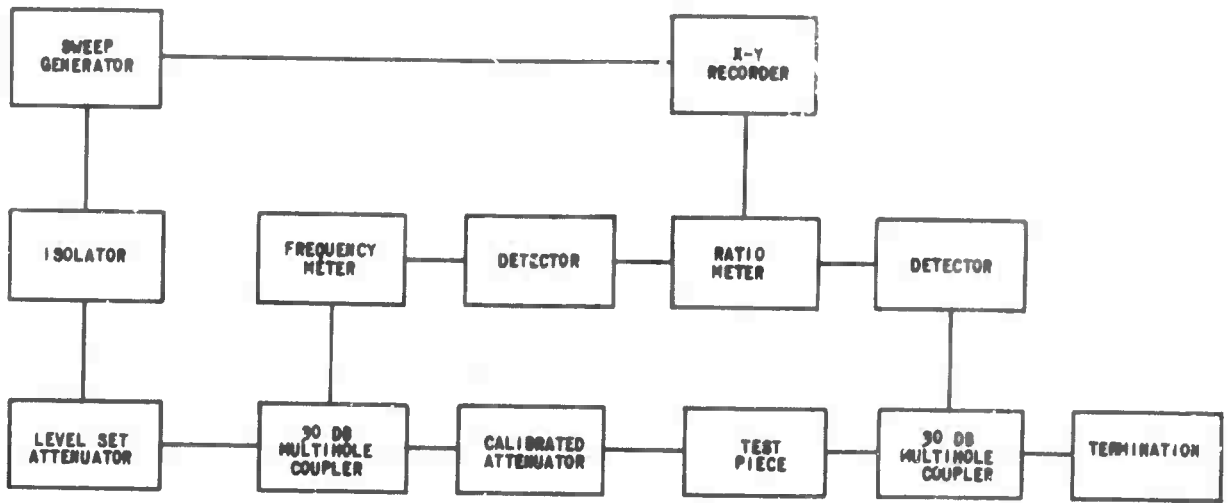 SWEEP
GENERATOR
X-Y
RECORDER
ISOLATOR
FREQUENCY
METER
DETECTOR
RATIO
METER
DETECTOR
LEVEL SET
ATTENUATOR
30 DB
MULTIHOLE
COUPLER
CALIBRATED
ATTENUATOR
TEST
PIECE
30 DB
MULTIHOLE
COUPLER
TERMINATION